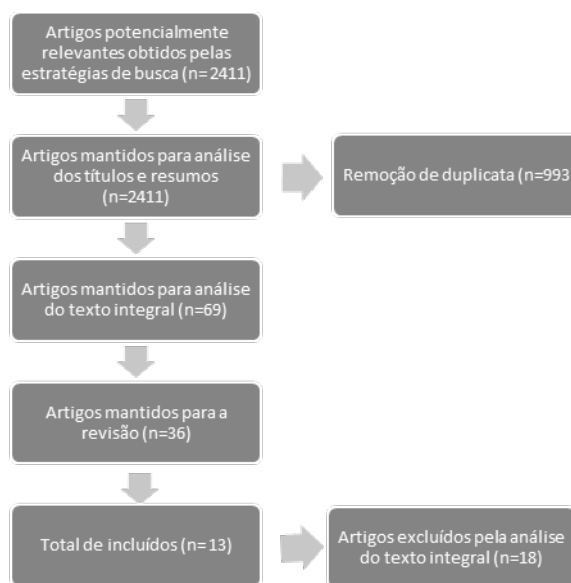 Artigos potencialmente
relevantes obtidos pelas
estratégias de busca (n=2411)
Artigos mantidos para análise
dos títulos e resumos
(n=2411)
Remoção de duplicata (n=993
Artigos mantidos para análise
do texto integral (n=69)
Artigos mantidos para a
revisão (n=36)
Total de incluídos (n=13)
Artigos excluídos pela análise
do texto integral (n=18)